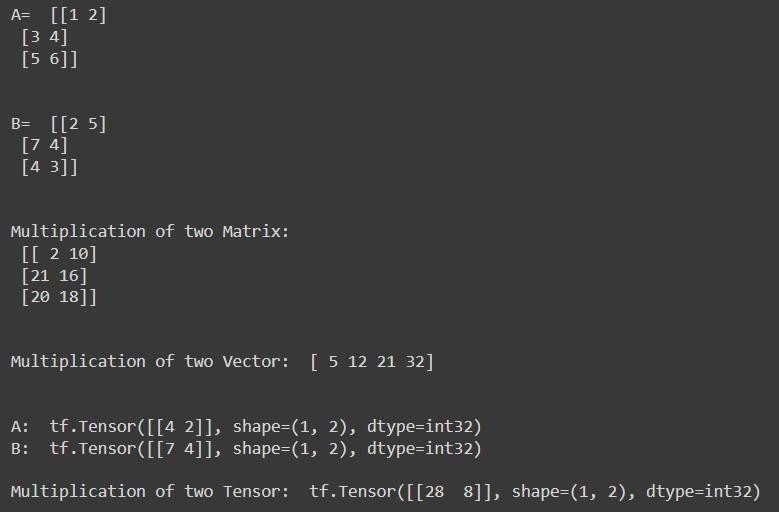 A=  [[1 2]
 [3 4]
 [5 6]]
B=  [[2 5]
 [7 4]
 [4 3]]
Multiplication of two Matrix:
 [[ 2 10]
 [21 16]
 [20 18]]
Multiplication of two Vector:  [ 5 12 21 32]
A:  tf.Tensor([[4 2]], shape=(1, 2), dtype=int32)
B:  tf.Tensor([[7 4]], shape=(1, 2), dtype=int32)
Multiplication of two Tensor:  tf.Tensor([[28  8]], shape=(1, 2), dtype=int32)